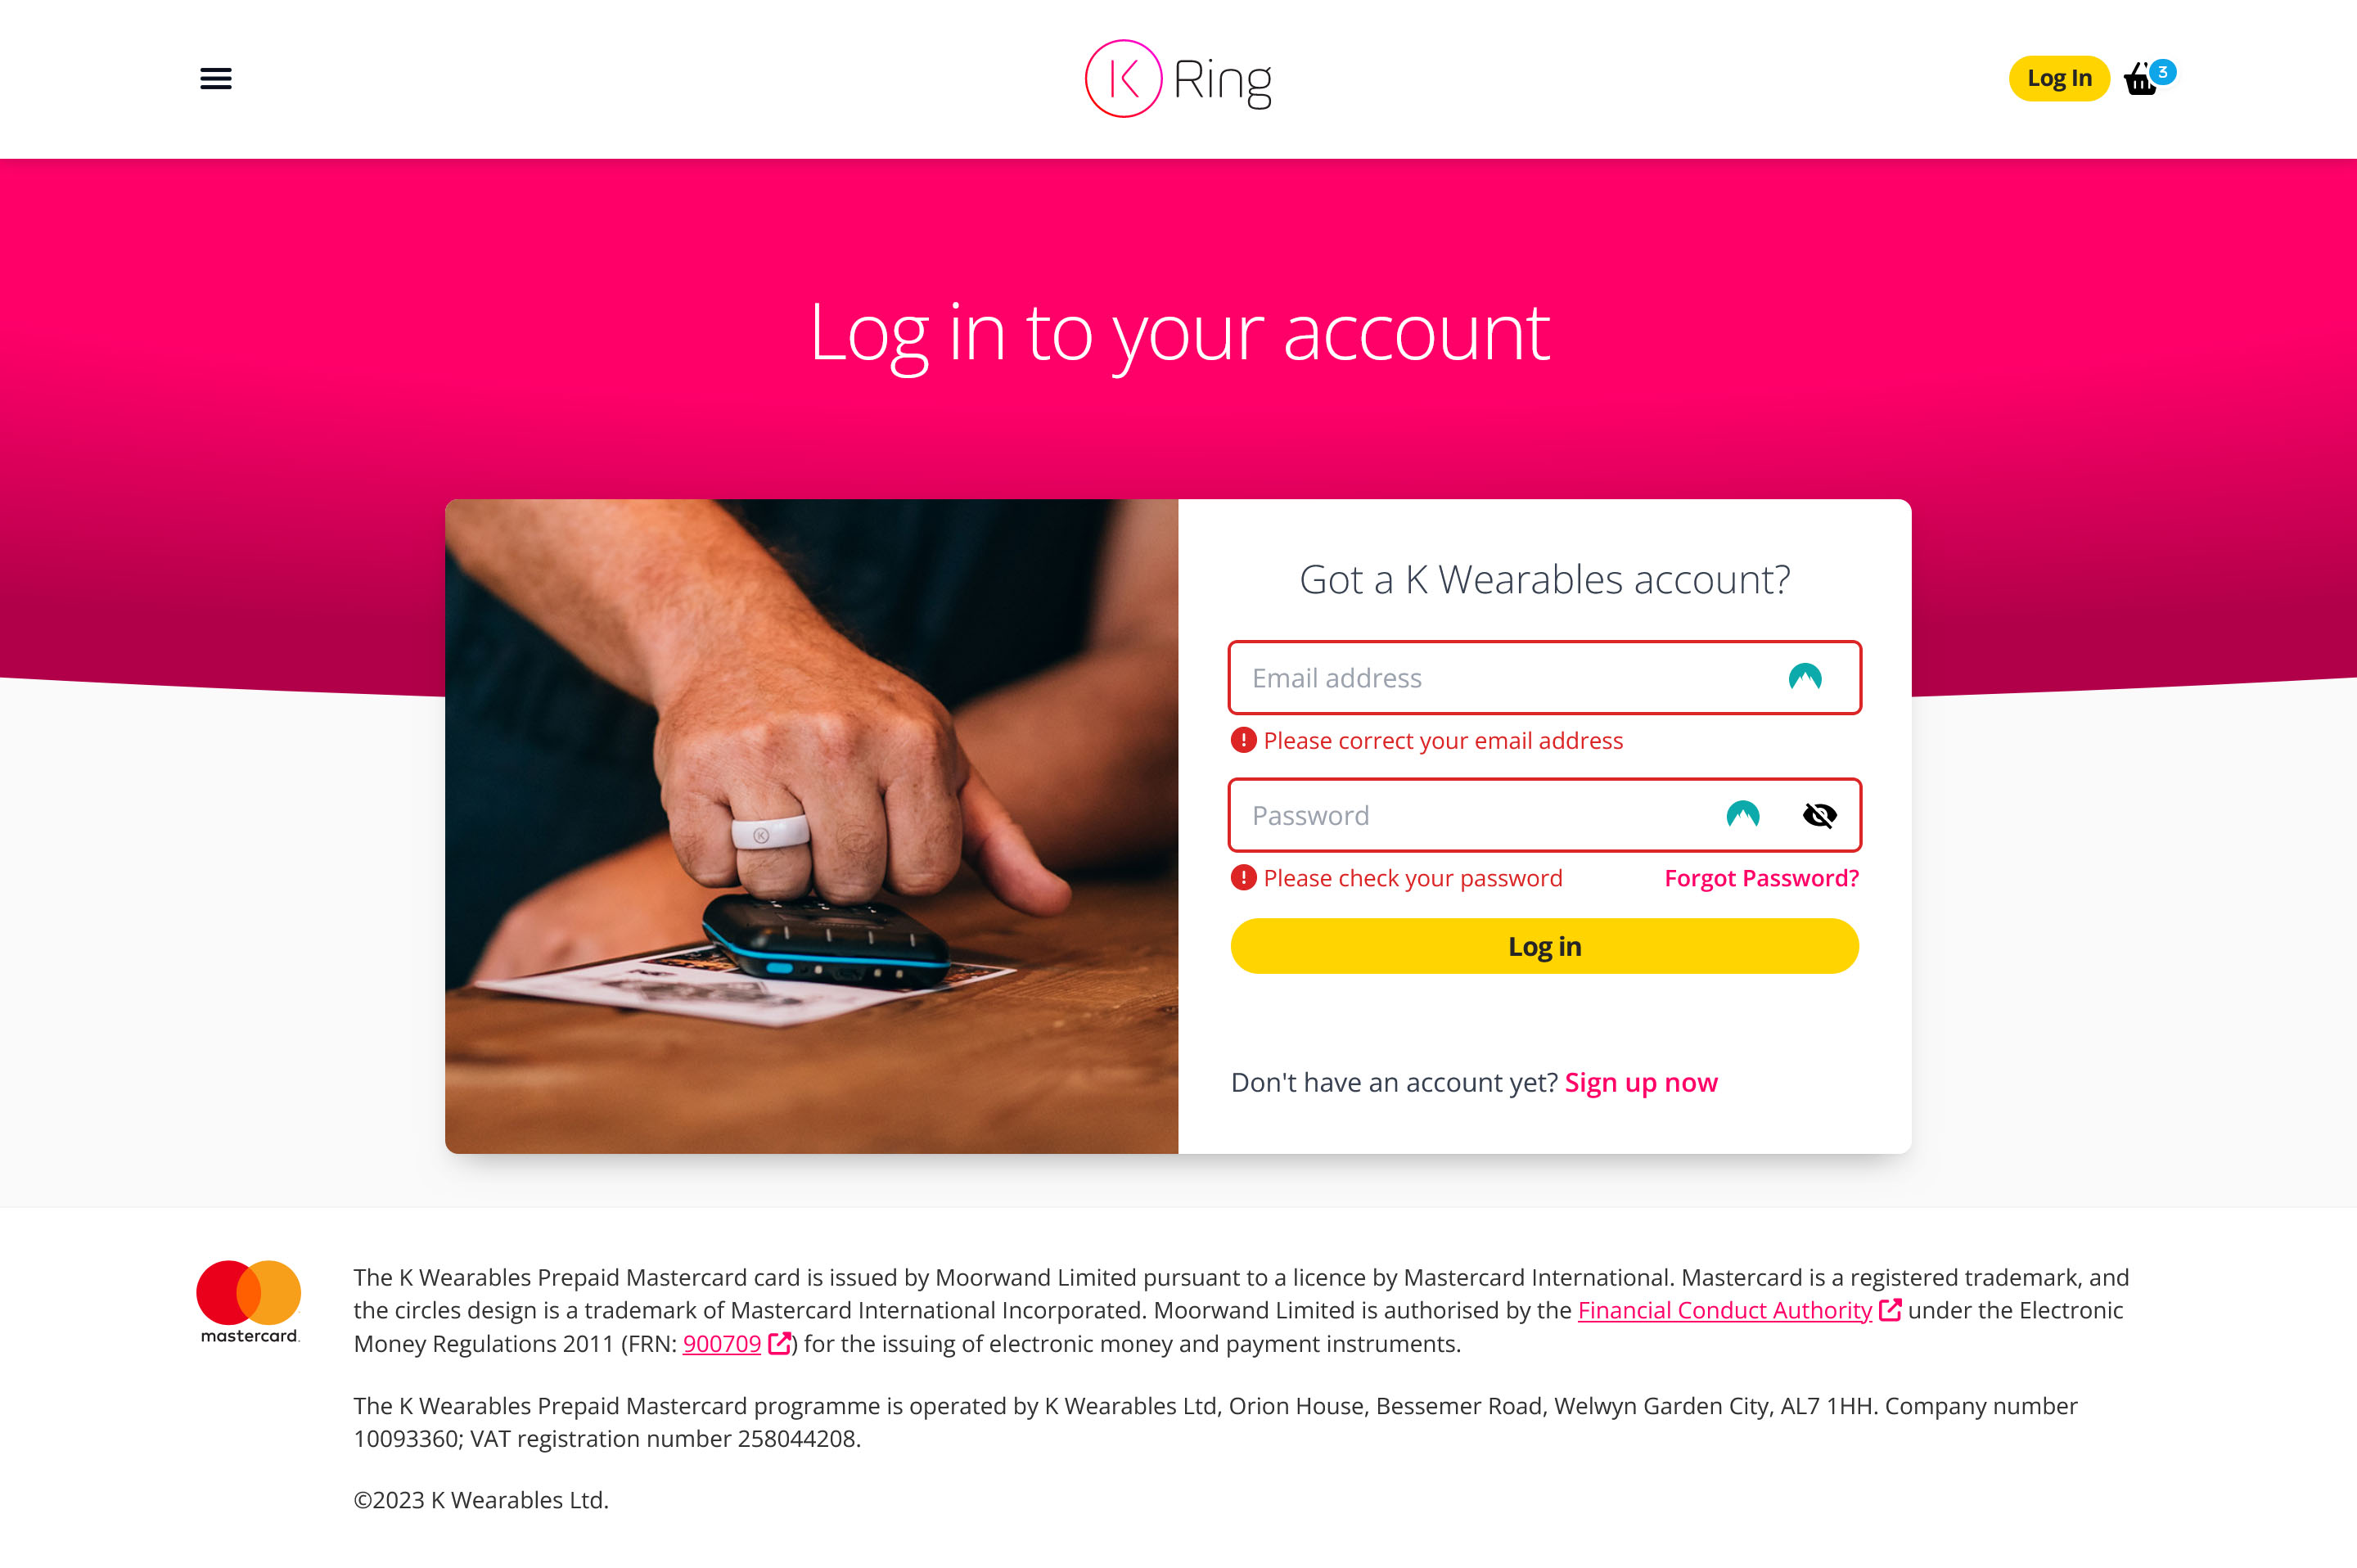 K Ring
Log In
3
Log in to your account
K
Got a K Wearables account?
Email address
Please correct your email address
Password
Please check your password
Forgot Password?
Log in
Don't have an account yet? Sign up now
mastercard.
The K Wearables Prepaid Mastercard card is issued by Moorwand Limited pursuant to a licence by Mastercard International. Mastercard is a registered trademark, and
the circles design is a trademark of Mastercard International Incorporated. Moorwand Limited is authorised by the Financial Conduct Authority under the Electronic
Money Regulations 2011 (FRN: 900709 ) for the issuing of electronic money and payment instruments.
The K Wearables Prepaid Mastercard programme is operated by K Wearables Ltd, Orion House, Bessemer Road, Welwyn Garden City, AL7 1HH. Company number
10093360; VAT registration number 258044208.
©2023 K Wearables Ltd.